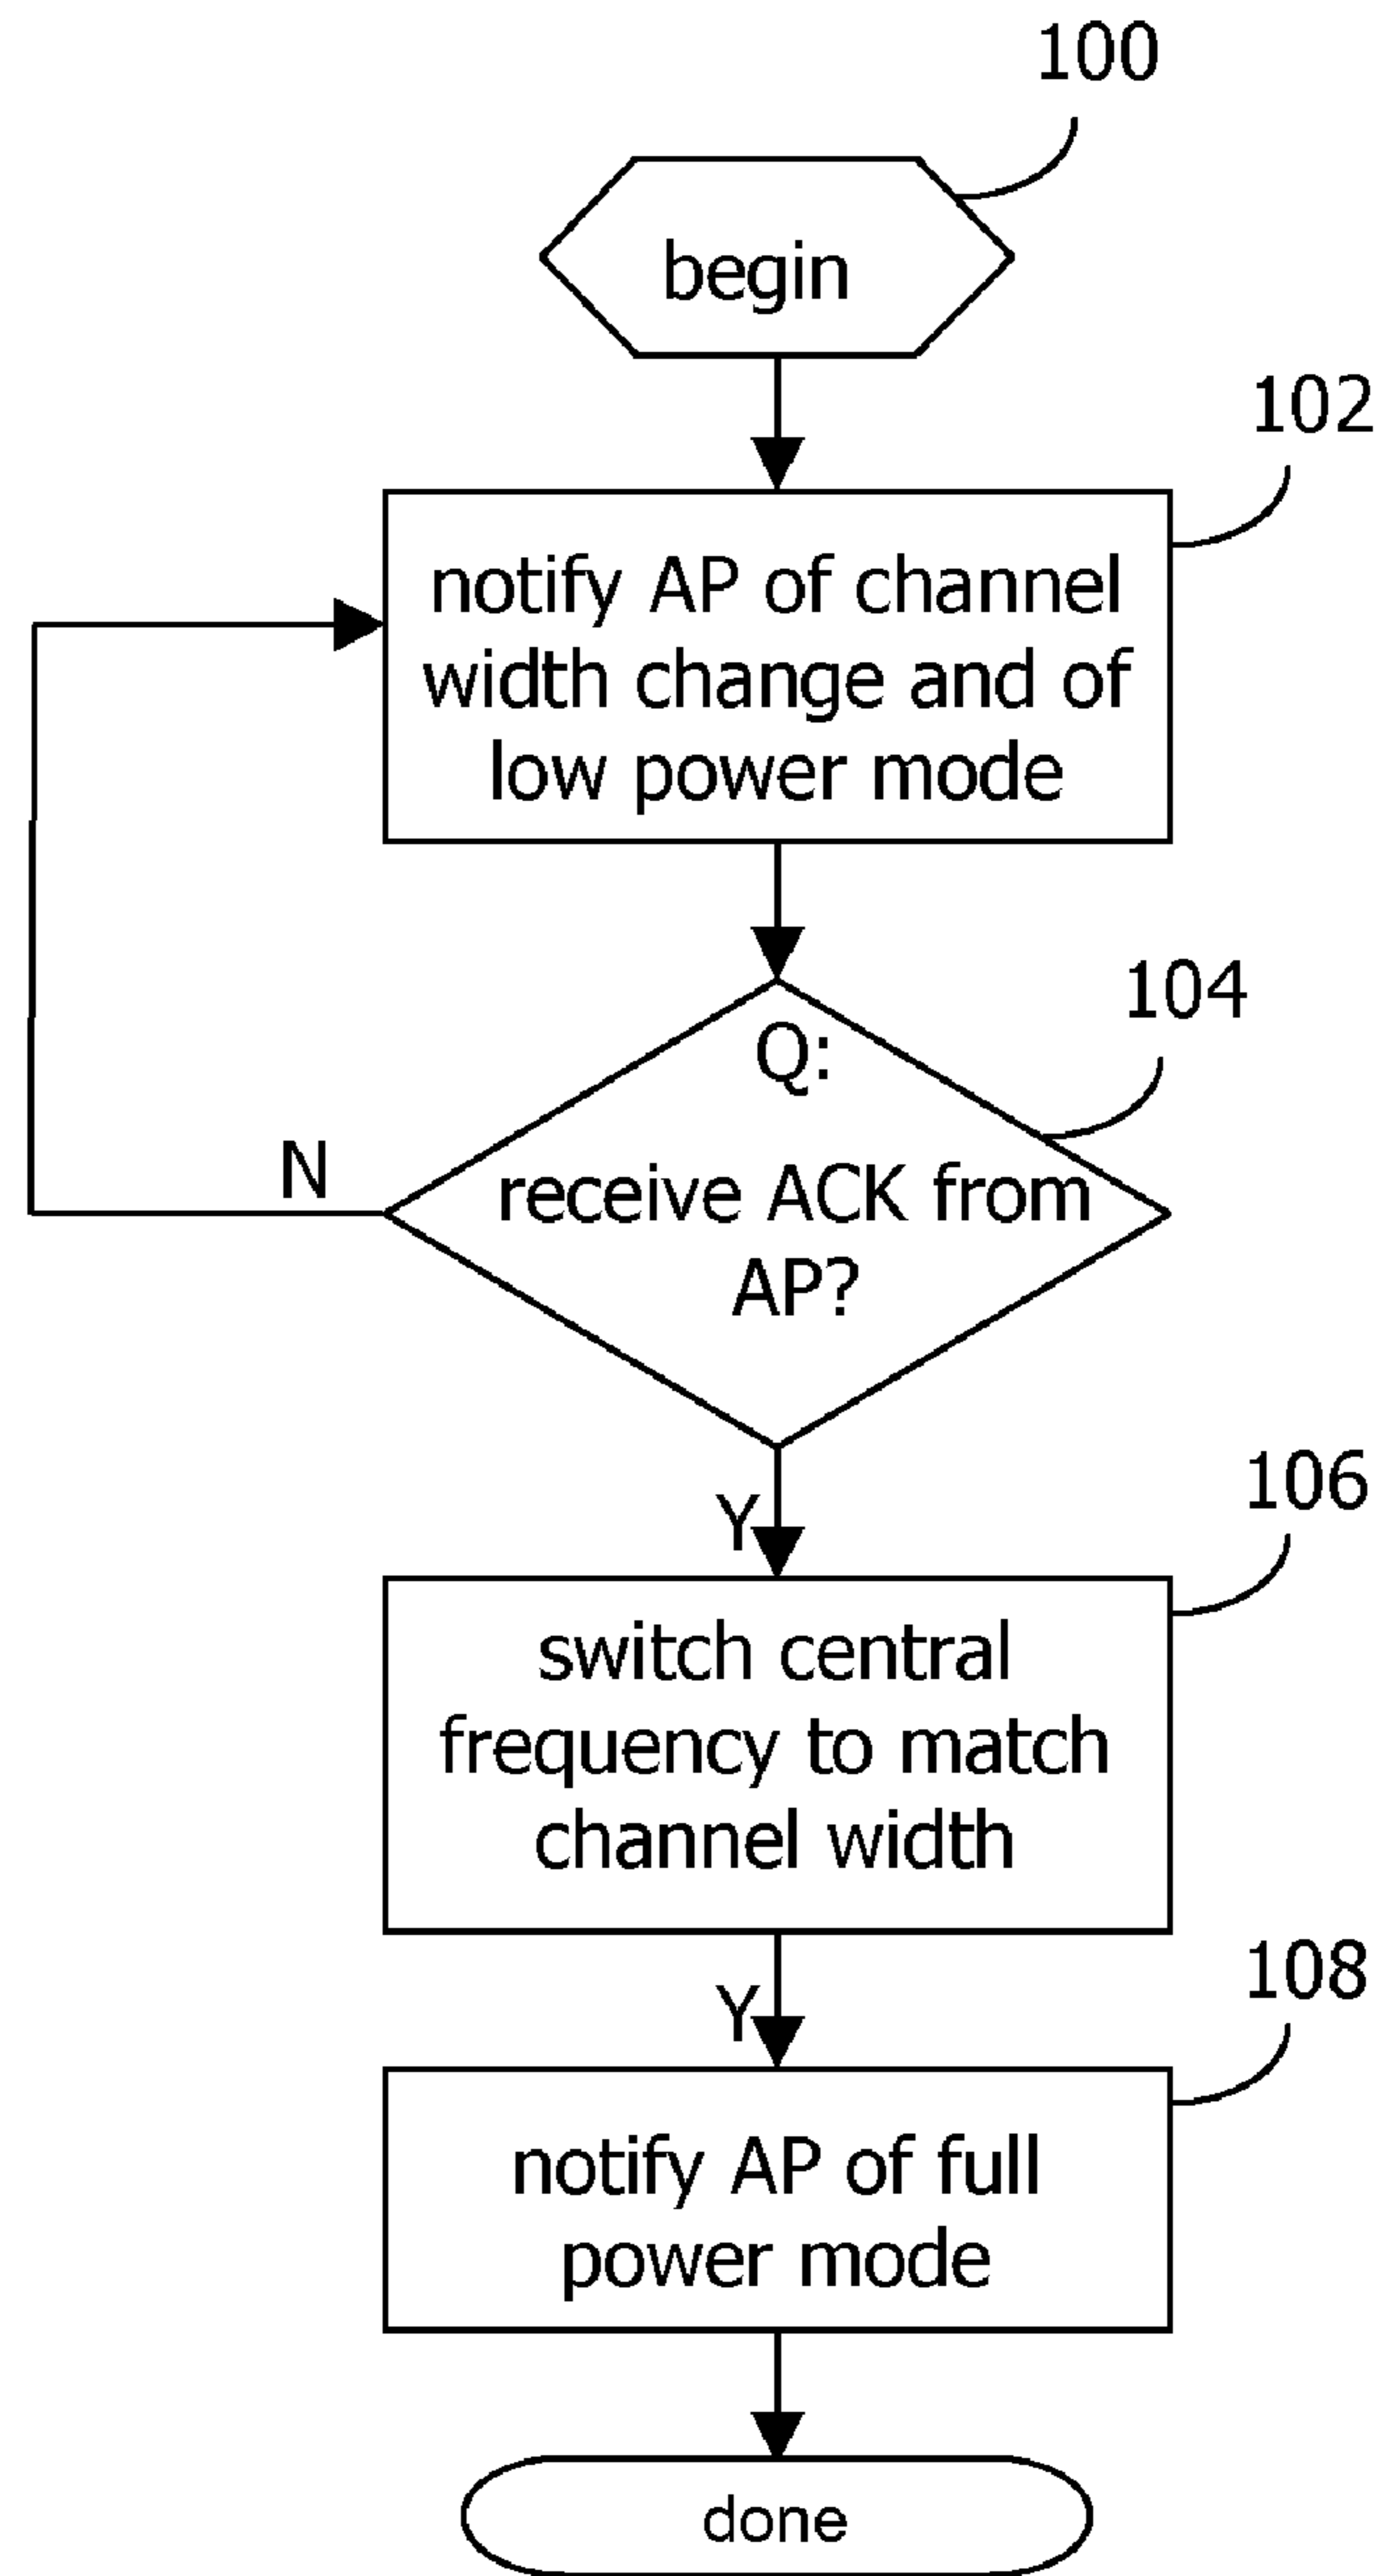 100
begin
102
notify AP of channel
width change and of
low power mode
104
Q:
N
receive ACK from
AP?
Y
106
switch central
frequency to match
channel width
Y
108
notify AP of full
power mode
done